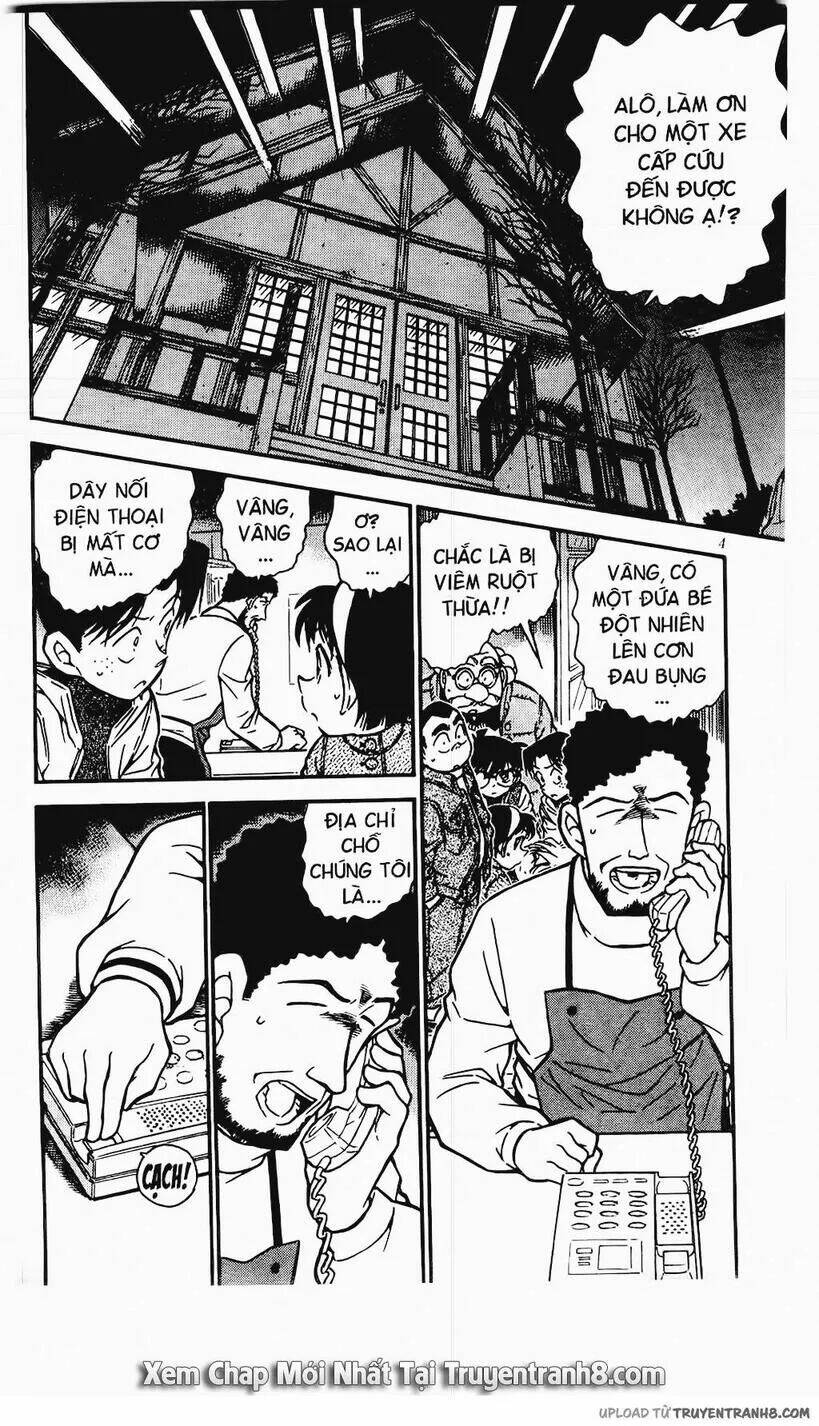 ALÔ, LÀM ƠN
CHO MỘT XE
CẤP CỨU
ĐẾN ĐƯỢC
KHÔNG Ạ!?
4
VÂNG, CÓ
MỘT ĐỨA BÉ
ĐỘT NHIÊN
LÊN CƠN
ĐAU BỤNG
...
CHẮC LÀ BỊ
VIÊM RUỘT
THỪA!!
Ơ?
SAO LẠI
...
VÂNG,
VÂNG
...
DÂY NỐI
ĐIỆN THOẠI
BỊ MẤT CƠ
MÀ...
ĐỊA CHỈ
CHỖ
CHÚNG TÔI
LÀ...
CẠCH!
Xem Chap Mới Nhất Tại Truyentranh8.com
UPLOAD TỪ TRUYENTRANH8.COM